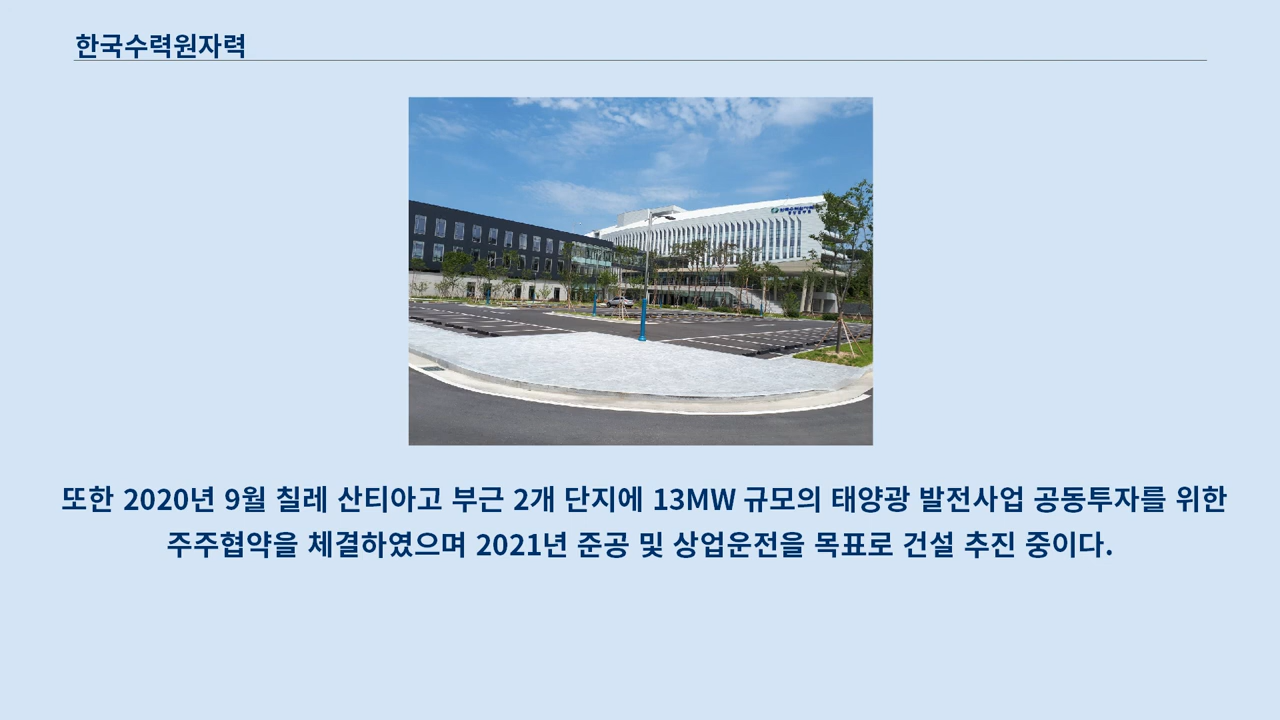 한국수력원자력
또한 2020년 9월 칠레 산티아고 부근 2개 단지에 13MW 규모의 태양광 발전사업 공동투자를 위한
주주협약을 체결하였으며 2021년 준공 및 상업운전을 목표로 건설 추진 중이다.